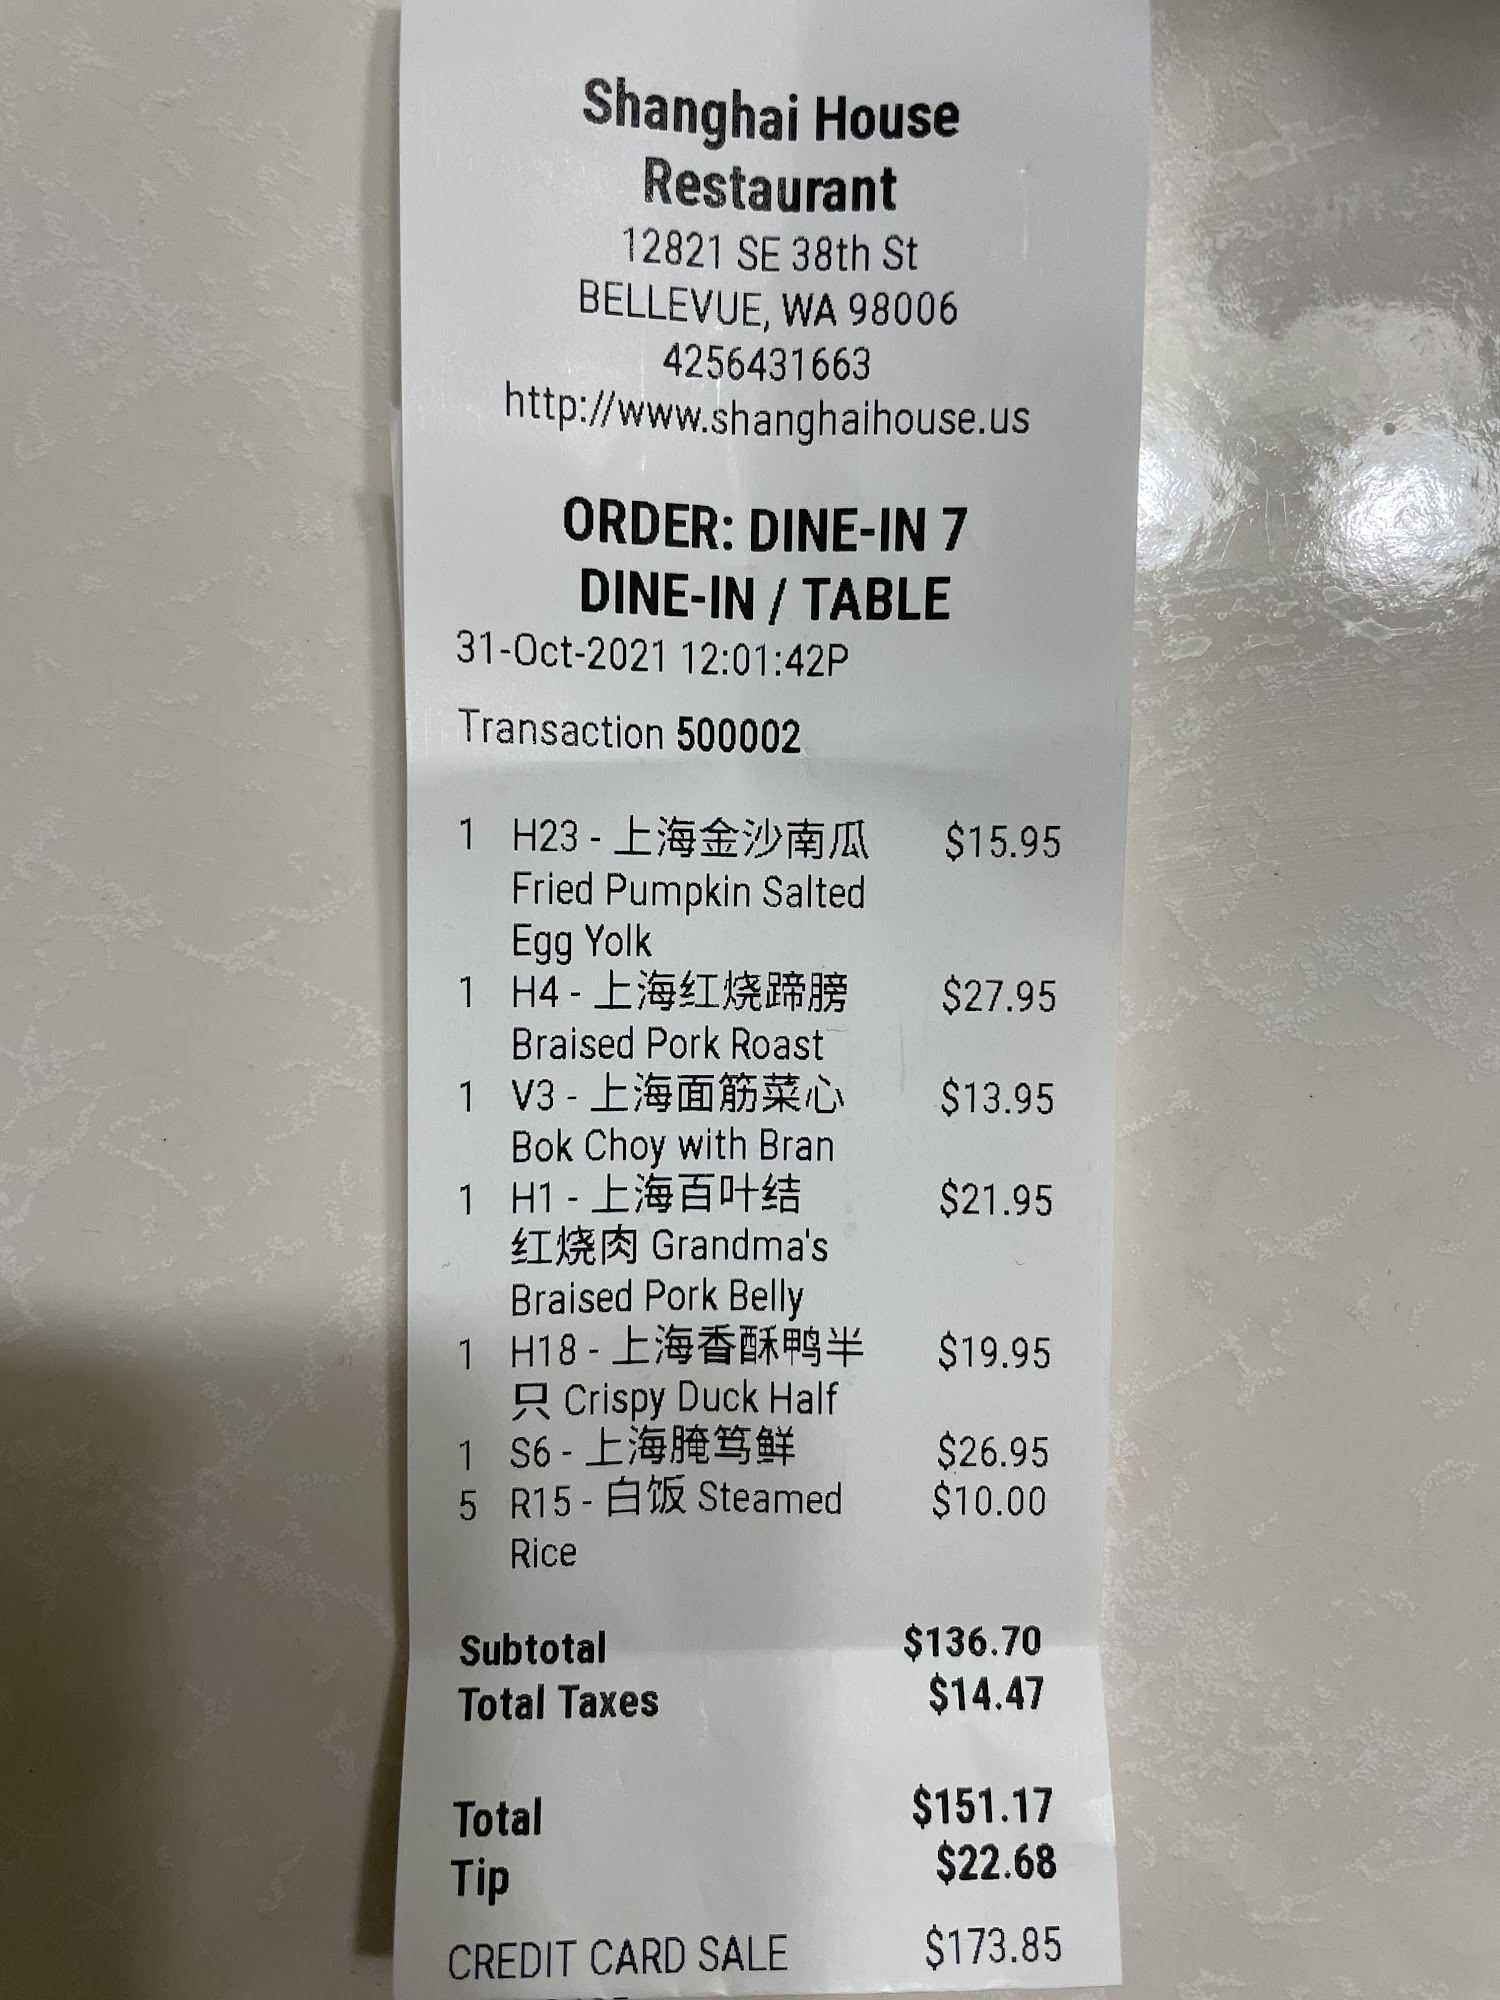 Shanghai House
Restaurant
12821 SE 38th St
BELLEVUE, WA 98006
4256431663
http://www.shanghaihouse.us
ORDER: DINE-IN 7
DINE-IN / TABLE
31-Oct-2021 12:01:42P
Transaction 500002
1 H23 - 上海金沙南瓜 $15.95
Fried Pumpkin Salted
Egg Yolk
1 H4 - 上海红烧蹄膀 $27.95
Braised Pork Roast
1 V3 - 上海面筋菜心 $13.95
Bok Choy with Bran
1 H1 - 上海百叶结 $21.95
红烧肉 Grandma's
Braised Pork Belly
1 H18 - 上海香酥鸭半 $19.95
只 Crispy Duck Half
1 S6 - 上海腌笃鲜 $26.95
5 R15 - 白饭 Steamed $10.00
Rice
Subtotal $136.70
Total Taxes $14.47
Total $151.17
Tip $22.68
CREDIT CARD SALE $173.85